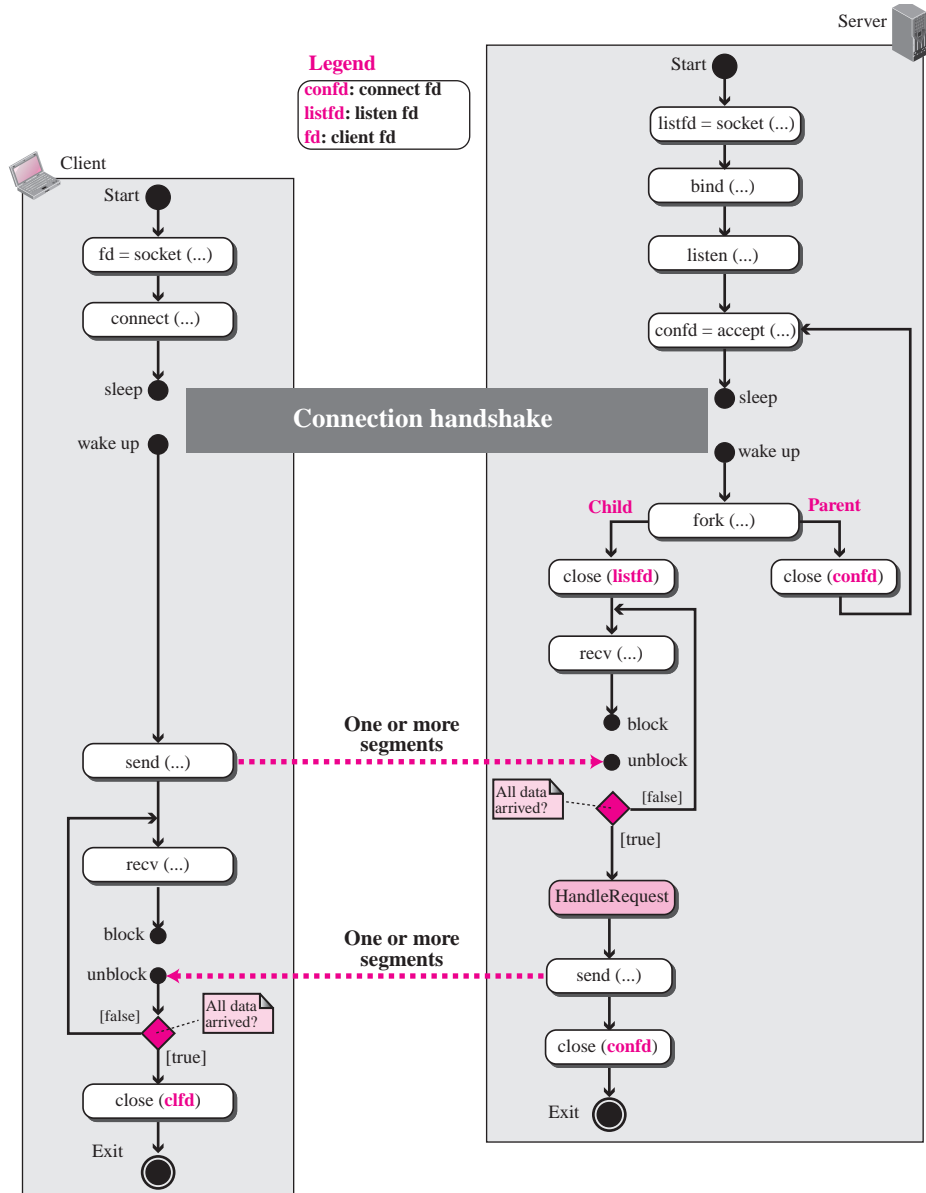 Server
Legend
confd: connect fd
listfd: listen fd
fd: client fd
Start
listfd = socket (...)
bind (...)
listen (...)
confd = accept (...)
sleep
Client
Start
fd = socket (...)
connect (...)
sleep
Connection handshake
wake up
wake up
Child
Parent
fork (...)
close (listfd)
close (confd)
recv (...)
block
One or more
segments
send (...)
unblock
All data
arrived?
[false]
[true]
recv (...)
HandleRequest
block
One or more
segments
unblock
send (...)
[false]
All data
arrived?
[true]
close (confd)
close (clfd)
Exit
Exit